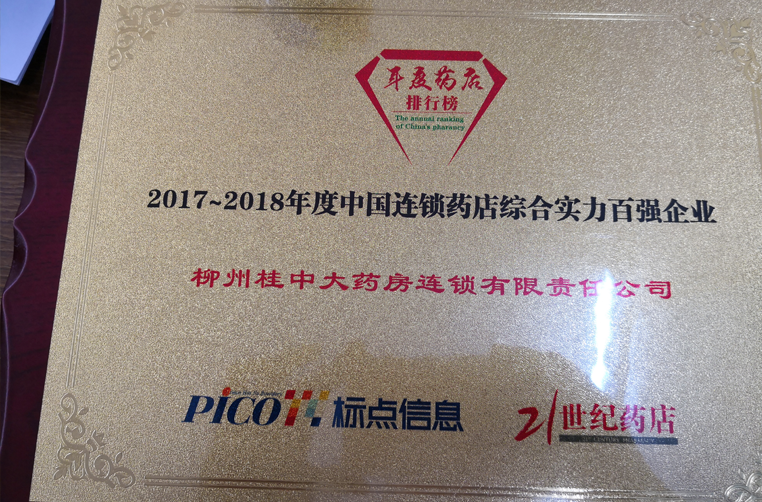 年度药店
排行榜
The annual ranking
of China's pharmacy
2017~2018年度中国连锁药店综合实力百强企业
柳州桂中大药房连锁有限责任公司
PICO 标点信息
21世纪药店
21ST CENTURY PHARMACY